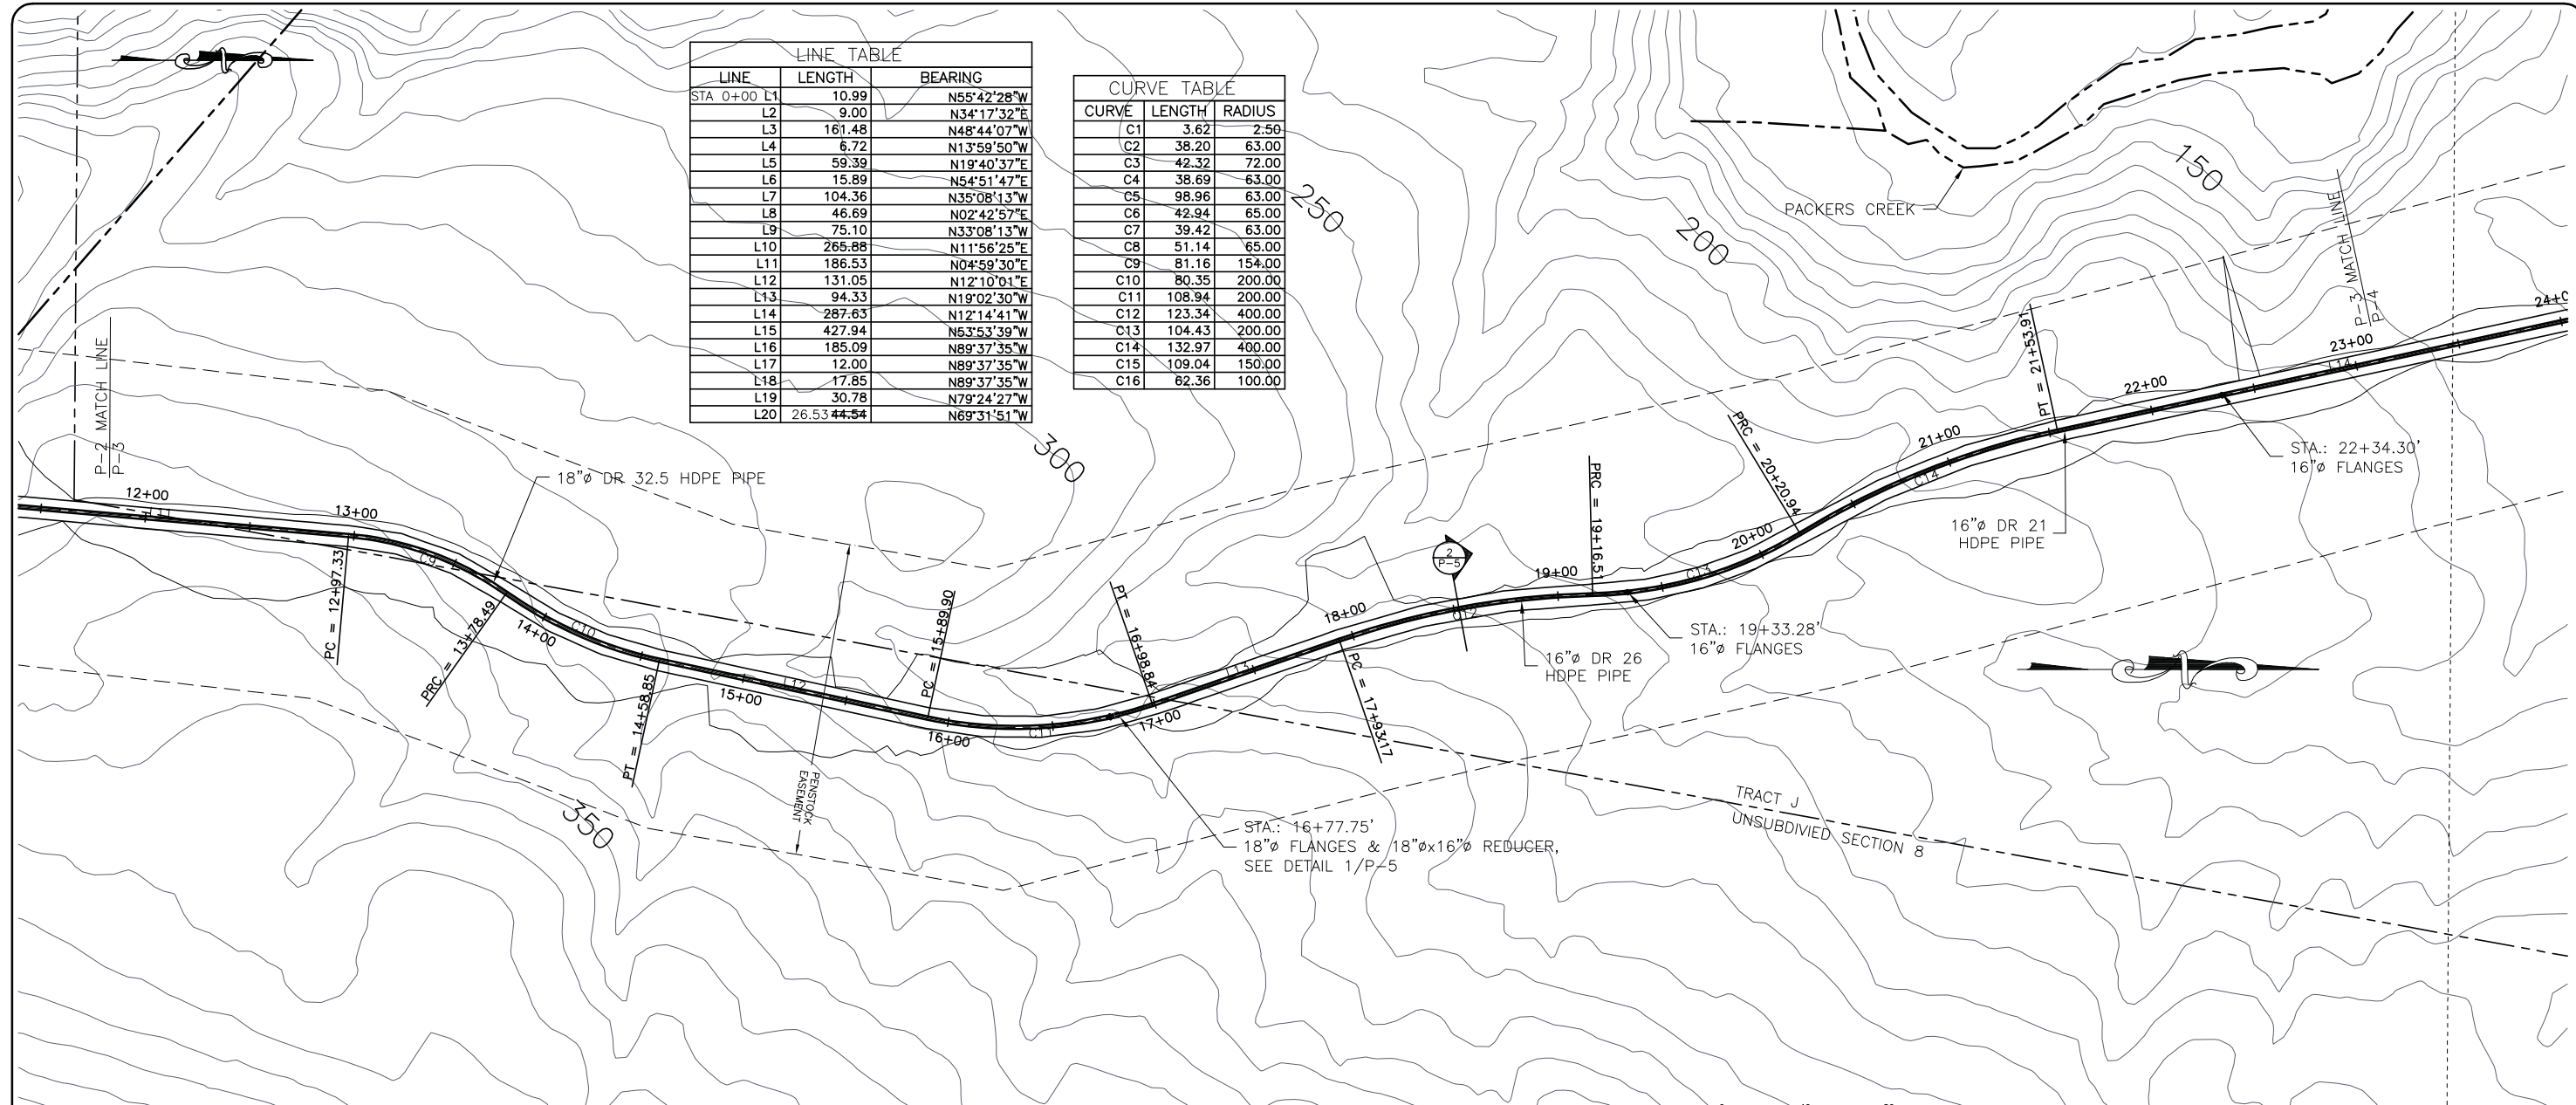 LINE TABLE
LINE LENGTH BEARING
STA 0+00 L1 10.99 N55°42'28"W
L2 9.00 N34°17'32"E
L3 161.48 N48°44'07"W
L4 6.72 N13°59'50"W
L5 59.39 N19°40'37"E
L6 15.89 N54°51'47"E
L7 104.36 N35°08'13"W
L8 46.69 N02°42'57"E
L9 75.10 N33°08'13"W
L10 265.88 N11°56'25"E
L11 186.53 N04°59'30"E
L12 131.05 N12°10'01"E
L13 94.33 N19°02'30"W
L14 287.63 N12°14'41"W
L15 427.94 N53°53'39"W
L16 185.09 N89°37'35"W
L17 12.00 N89°37'35"W
L18 17.85 N89°37'35"W
L19 30.78 N79°24'27"W
L20 26.53 44.54 N69°31'51"W
CURVE TABLE
CURVE LENGTH RADIUS
C1 3.62 2.50
C2 38.20 63.00
C3 42.32 72.00
C4 38.69 63.00
C5 98.96 63.00
C6 42.94 65.00
C7 39.42 63.00
C8 51.14 65.00
C9 81.16 154.00
C10 80.35 200.00
C11 108.94 200.00
C12 123.34 400.00
C13 104.43 200.00
C14 132.97 400.00
C15 109.04 150.00
C16 62.36 100.00
250
200
150
300
350
PACKERS CREEK
P-2 MATCH LINE
P-3
P-3 MATCH LINE
P-4
18"ø DR 32.5 HDPE PIPE
12+00
L11
13+00
PC = 12+97.33
C9
PRC = 13+78.49
14+00
C10
PT = 14+58.85
15+00
L12
PENSTOCK
EASEMENT
PC = 15+89.90
16+00
C11
PT = 16+98.84
17+00
L13
STA.: 16+77.75'
18"ø FLANGES & 18"øx16"ø REDUCER,
SEE DETAIL 1/P-5
18+00
PC = 17+93.17
2
P-5
C12
19+00
16"ø DR 26
HDPE PIPE
PRC = 19+16.51
STA.: 19+33.28'
16"ø FLANGES
C13
20+00
PRC = 20+20.94
21+00
C14
16"ø DR 21
HDPE PIPE
PT = 21+53.91
22+00
STA.: 22+34.30'
16"ø FLANGES
23+00
L14
24+0
TRACT J
UNSUBDIVIED SECTION 8